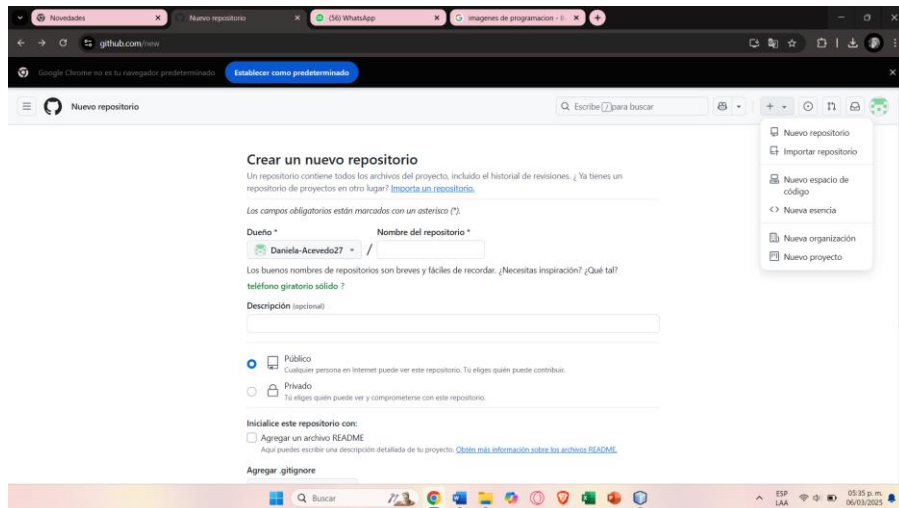 Novedades
Nuevo repositorio
(56) WhatsApp
imagenes de programacion - B
github.com/new
Google Chrome no es tu navegador predeterminado
Establecer como predeterminado
Nuevo repositorio
Escribe / para buscar
Nuevo repositorio
Importar repositorio
Nuevo espacio de
código
Nueva esencia
Nueva organización
Nuevo proyecto
Crear un nuevo repositorio
Un repositorio contiene todos los archivos del proyecto, incluido el historial de revisiones. ¿ Ya tienes un
repositorio de proyectos en otro lugar? Importa un repositorio.
Los campos obligatorios están marcados con un asterisco (*).
Dueño * Nombre del repositorio *
Daniela-Acevedo27 /
Los buenos nombres de repositorios son breves y fáciles de recordar. ¿Necesitas inspiración? ¿Qué tal?
teléfono giratorio sólido ?
Descripción (opcional)
Público
Cualquier persona en Internet puede ver este repositorio. Tú eliges quién puede contribuir.
Privado
Tú eliges quién puede ver y comprometerse con este repositorio.
Inicialice este repositorio con:
Agregar un archivo README
Aquí puedes escribir una descripción detallada de tu proyecto. Obtén más información sobre los archivos README.
Agregar .gitignore
Buscar
ESP
LAA
05:35 p. m.
06/03/2025